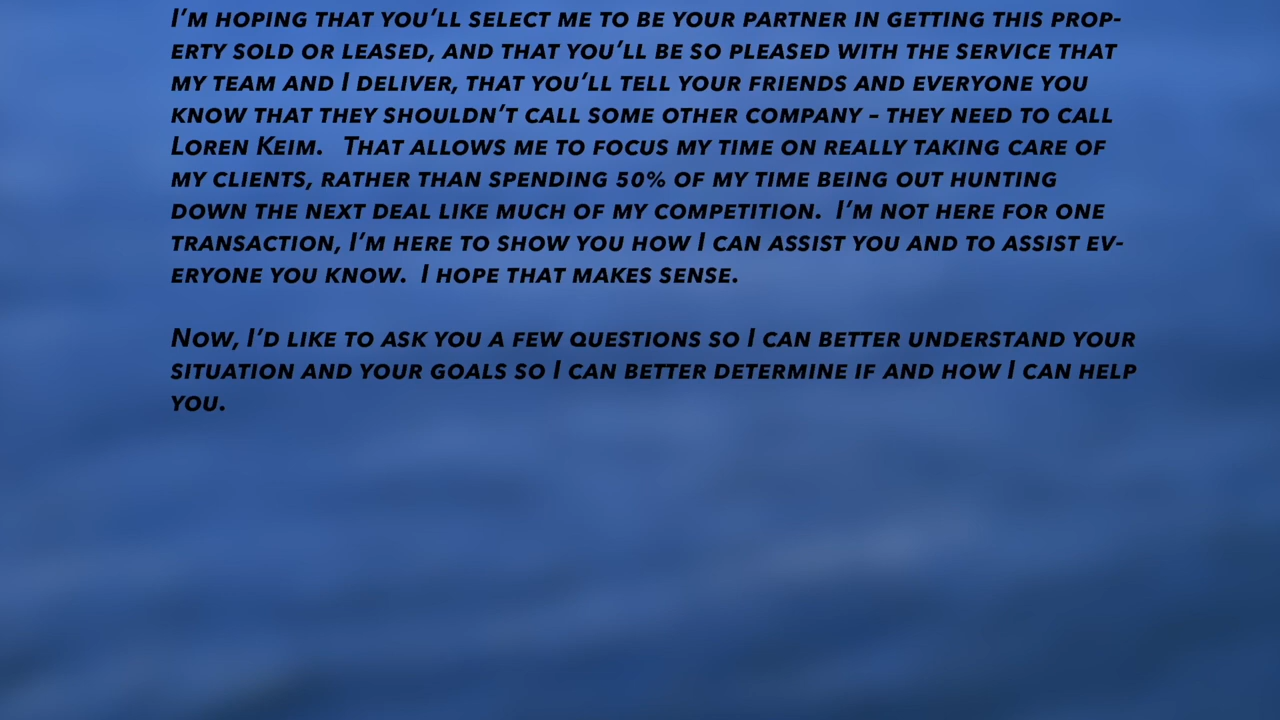 I'm hoping that you'll select me to be your partner in getting this prop-
erty sold or leased, and that you'll be so pleased with the service that
my team and I deliver, that you'll tell your friends and everyone you
know that they shouldn't call some other company – they need to call
Loren Keim.   That allows me to focus my time on really taking care of
my clients, rather than spending 50% of my time being out hunting
down the next deal like much of my competition.  I'm not here for one
transaction, I'm here to show you how I can assist you and to assist ev-
eryone you know.  I hope that makes sense.

Now, I'd like to ask you a few questions so I can better understand your
situation and your goals so I can better determine if and how I can help
you.